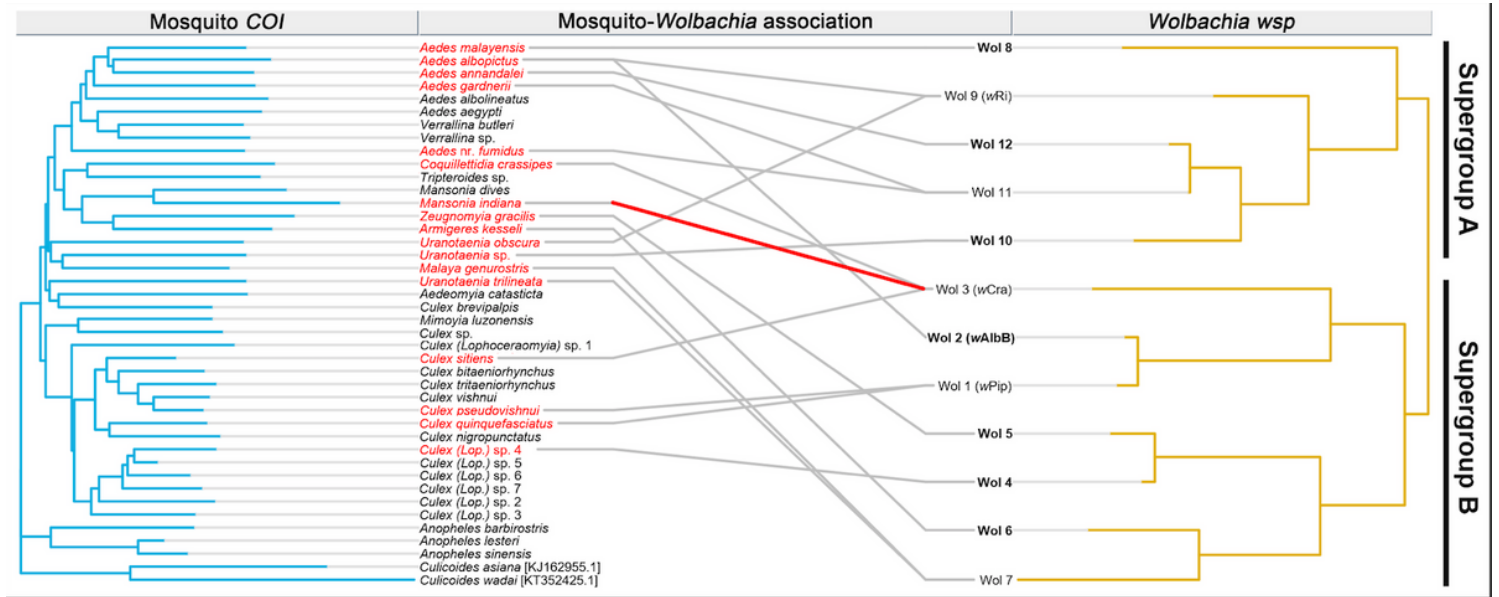 Mosquito COI
Mosquito-Wolbachia association
Wolbachia wsp
Aedes malayensis
Aedes albopictus
Aedes annandalei
Aedes gardnerii
Aedes albolineatus
Aedes aegypti
Verrallina butleri
Verrallina sp.
Aedes nr. fumidus
Coquillettidia crassipes
Tripteroides sp.
Mansonia dives
Mansonia indiana
Zeugnomyia gracilis
Armigeres kesseli
Uranotaenia obscura
Uranotaenia sp.
Malaya genurostris
Uranotaenia trilineata
Aedeomyia catasticta
Culex brevipalpis
Mimoyia luzonensis
Culex sp.
Culex (Lophoceraomyia) sp. 1
Culex sitiens
Culex bitaeniorhynchus
Culex tritaeniorhynchus
Culex vishnui
Culex pseudovishnui
Culex quinquefasciatus
Culex nigropunctatus
Culex (Lop.) sp. 4
Culex (Lop.) sp. 5
Culex (Lop.) sp. 6
Culex (Lop.) sp. 7
Culex (Lop.) sp. 2
Culex (Lop.) sp. 3
Anopheles barbirostris
Anopheles lesteri
Anopheles sinensis
Culicoides asiana [KJ162955.1]
Culicoides wadai [KT352425.1]
Wol 8
Wol 9 (wRi)
Wol 12
Wol 11
Wol 10
Wol 3 (wCra)
Wol 2 (wAlbB)
Wol 1 (wPip)
Wol 5
Wol 4
Wol 6
Wol 7
Supergroup A
Supergroup B